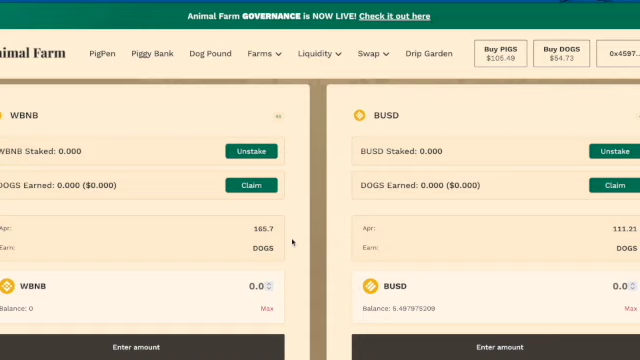 Animal Farm GOVERNANCE is NOW LIVE! Check it out here
nimal Farm PigPen Piggy Bank Dog Pound Farms Liquidity Swap Drip Garden Buy PIGS $105.49 Buy DOGS $54.73 0x4597...
WBNB
WBNB Staked: 0.000 Unstake
DOGS Earned: 0.000 ($0.000) Claim
Apr: 165.7
Earn: DOGS
WBNB 0.0
Balance: 0 Max
Enter amount
BUSD
BUSD Staked: 0.000 Unstake
DOGS Earned: 0.000 ($0.000) Claim
Apr: 111.21
Earn: DOGS
BUSD 0.0
Balance: 5.497975209 Max
Enter amount